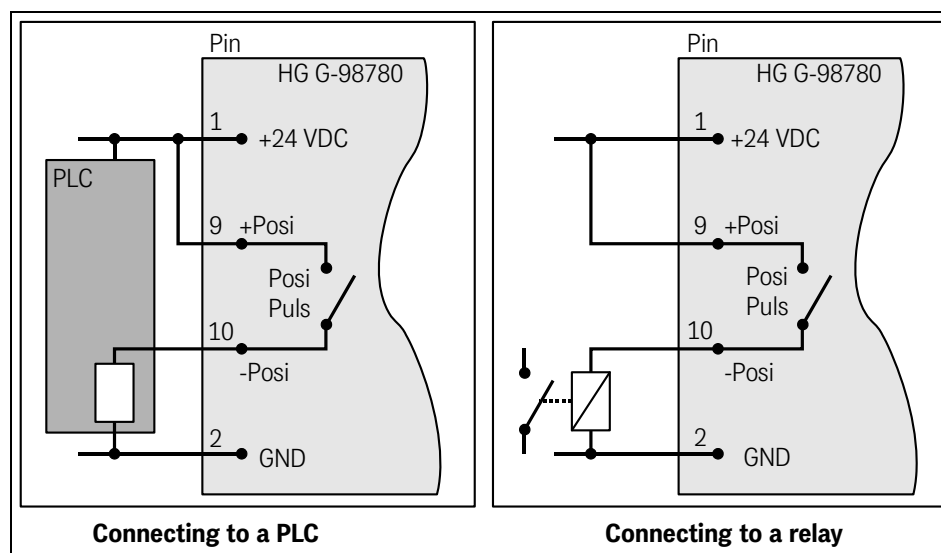 Pin
HG G-98780
1
+24 VDC
PLC
9
+Posi
Posi
Puls
10
-Posi
2
GND
Connecting to a PLC
Pin
HG G-98780
1
+24 VDC
9
+Posi
Posi
Puls
10
-Posi
2
GND
Connecting to a relay